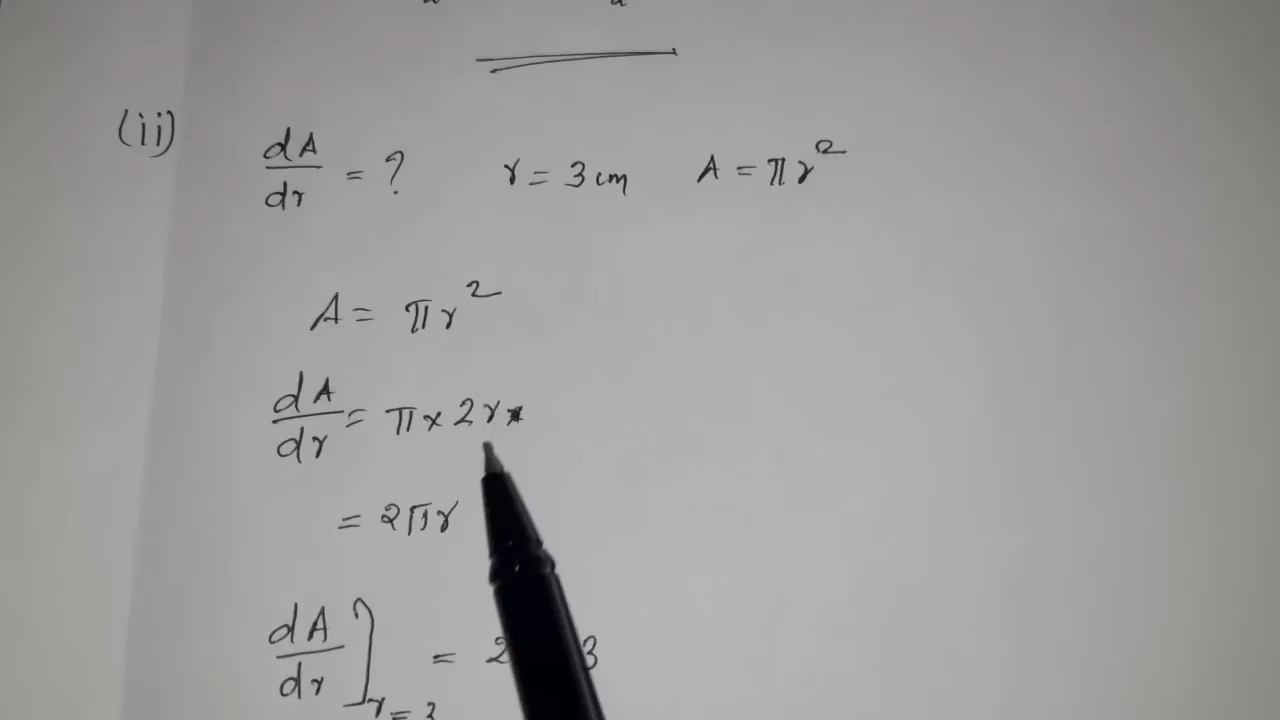 (ii) dA/dr = ? r = 3 cm A = πr²
A = πr²
dA/dr = π × 2r
= 2πr
dA/dr]r=3 = 2 3